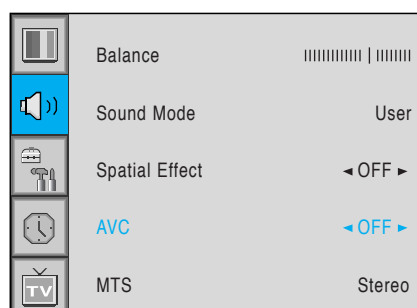 Balance
Sound Mode User
Spatial Effect ◄ OFF ►
AVC ◄ OFF ►
MTS Stereo
TV